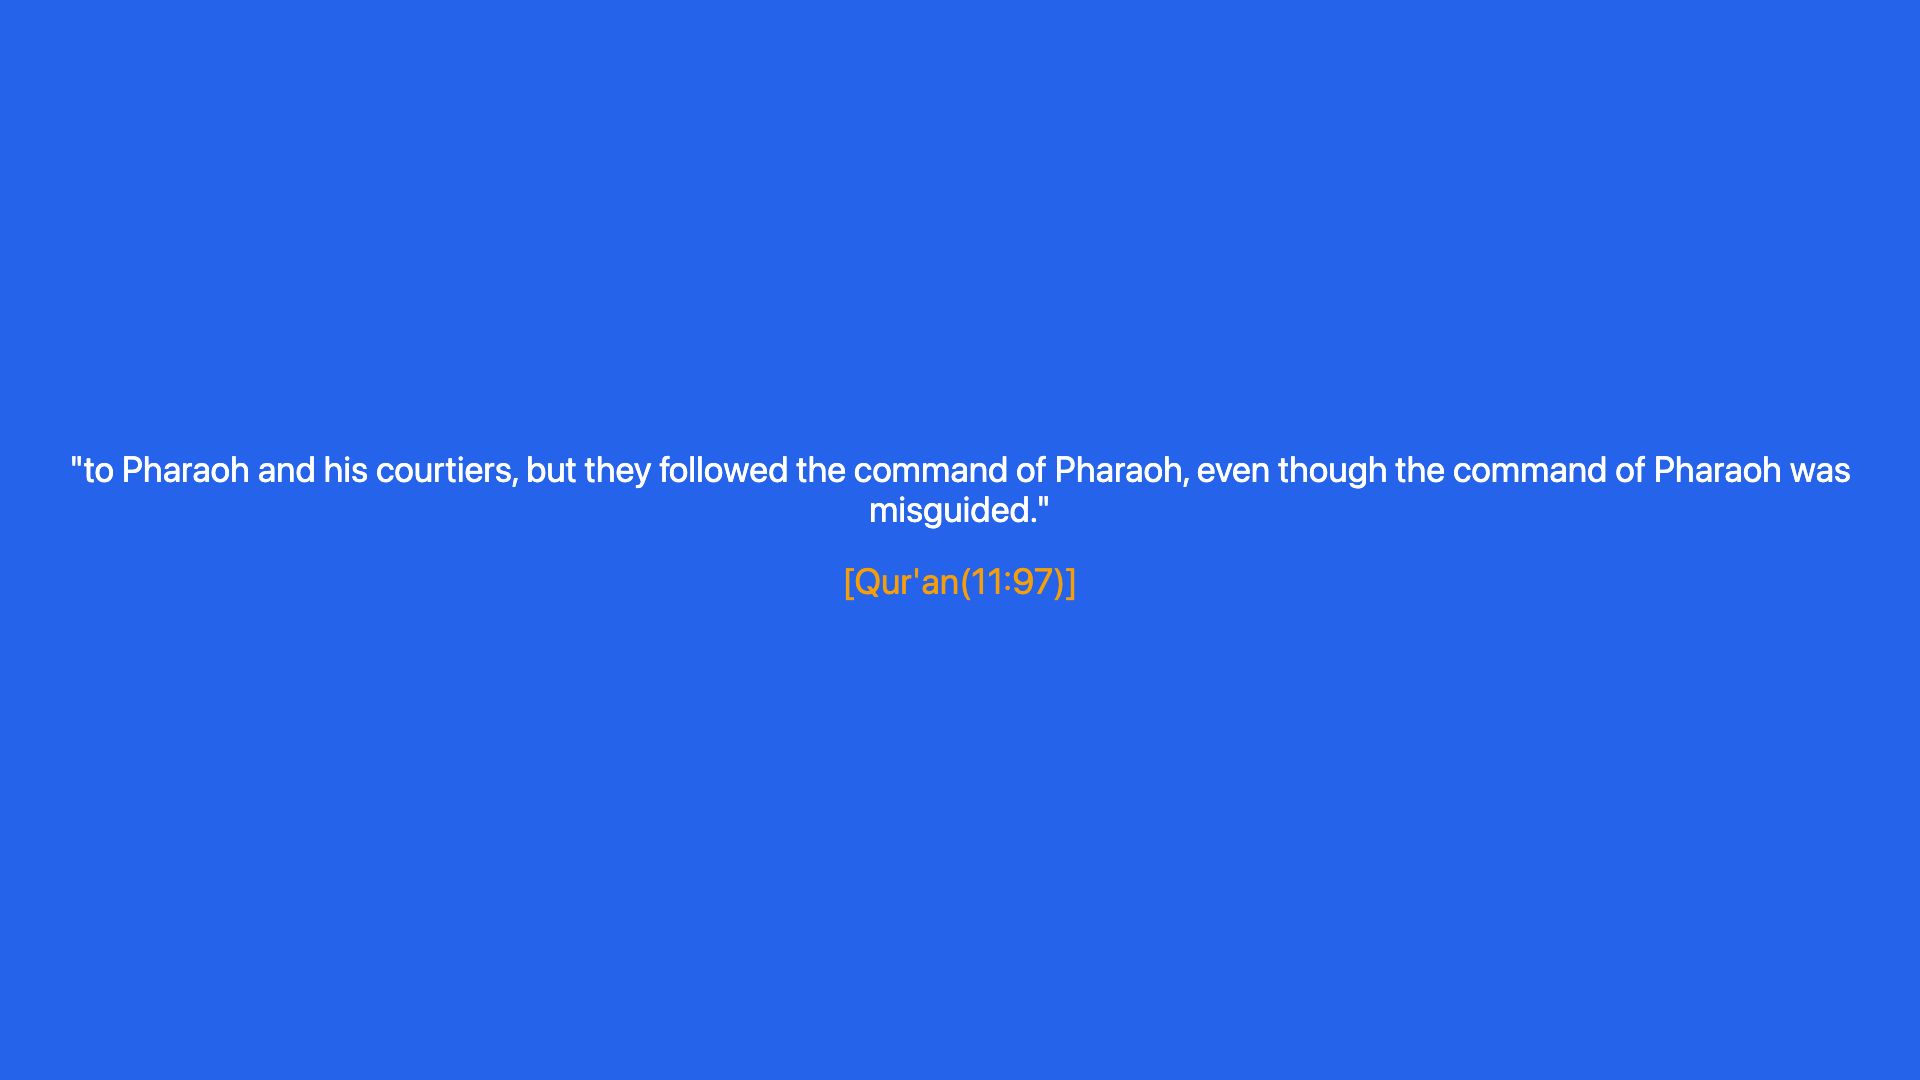 "to Pharaoh and his courtiers, but they followed the command of Pharaoh, even though the command of Pharaoh was
misguided."
[Qur'an(11:97)]